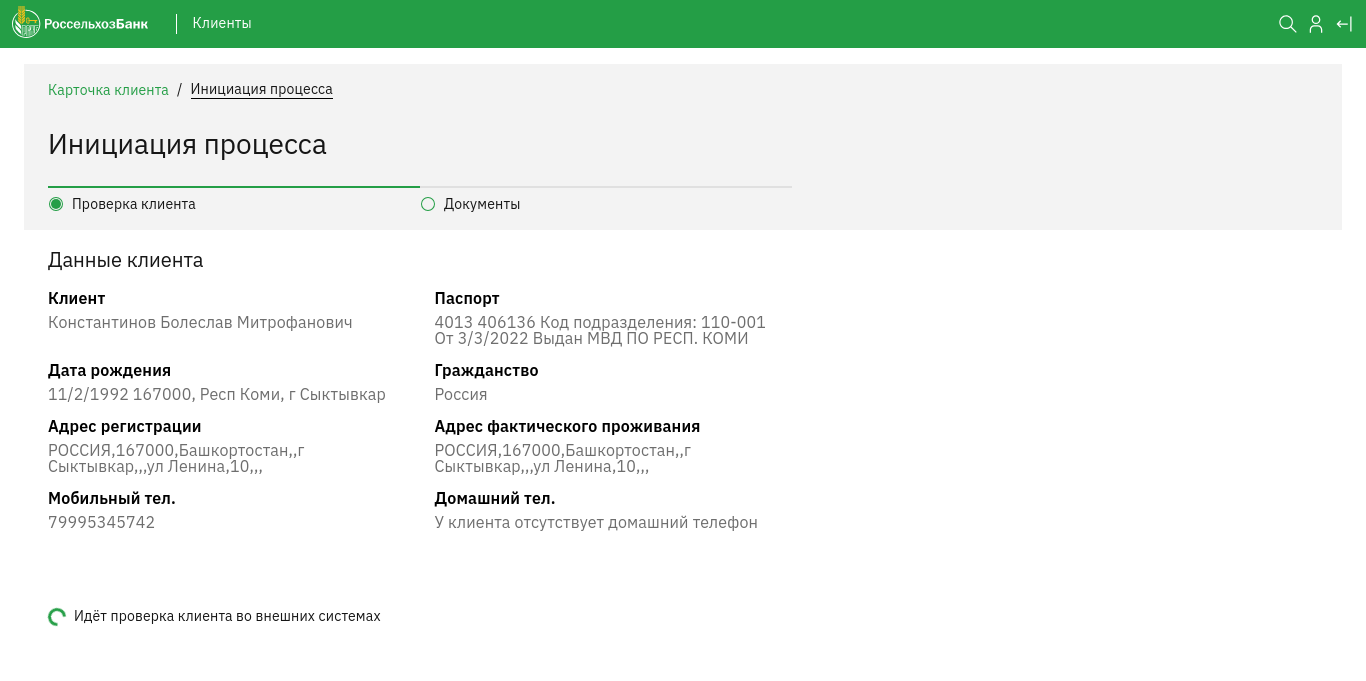 РоссельхозБанк
Клиенты
Карточка клиента / Инициация процесса
Инициация процесса
Проверка клиента
Документы
Данные клиента
Клиент
Константинов Болеслав Митрофанович
Паспорт
4013 406136 Код подразделения: 110-001
От 3/3/2022 Выдан МВД ПО РЕСП. КОМИ
Дата рождения
11/2/1992 167000, Респ Коми, г Сыктывкар
Гражданство
Россия
Адрес регистрации
РОССИЯ,167000,Башкортостан,,г
Сыктывкар,,,ул Ленина,10,,,
Адрес фактического проживания
РОССИЯ,167000,Башкортостан,,г
Сыктывкар,,,ул Ленина,10,,,
Мобильный тел.
79995345742
Домашний тел.
У клиента отсутствует домашний телефон
Идёт проверка клиента во внешних системах